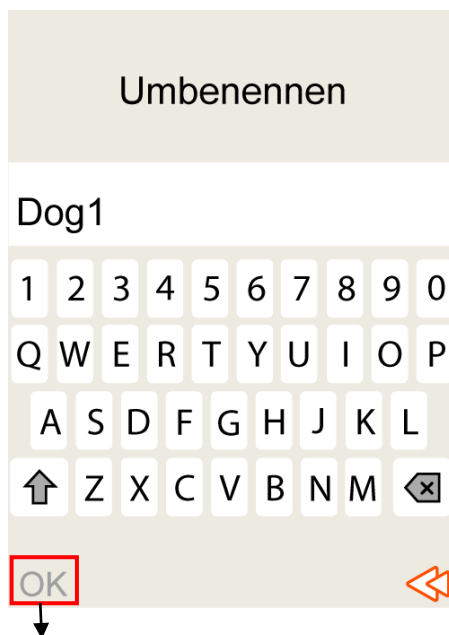 Umbenennen
Dog1
1 2 3 4 5 6 7 8 9 0
Q W E R T Y U I O P
A S D F G H J K L
Z X C V B N M
OK